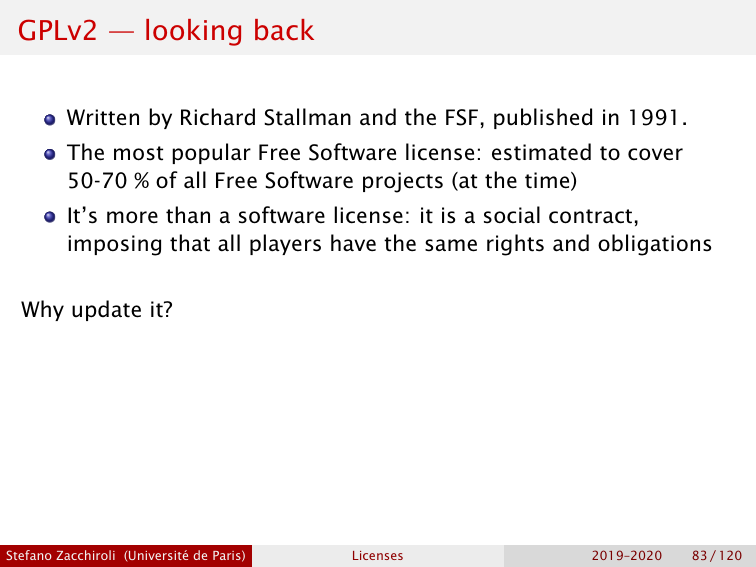 GPLv2 — looking back
Written by Richard Stallman and the FSF, published in 1991.
The most popular Free Software license: estimated to cover
50-70 % of all Free Software projects (at the time)
It’s more than a software license: it is a social contract,
imposing that all players have the same rights and obligations
Why update it?
Stefano Zacchiroli (Université de Paris)
Licenses
2019–2020
83 / 120